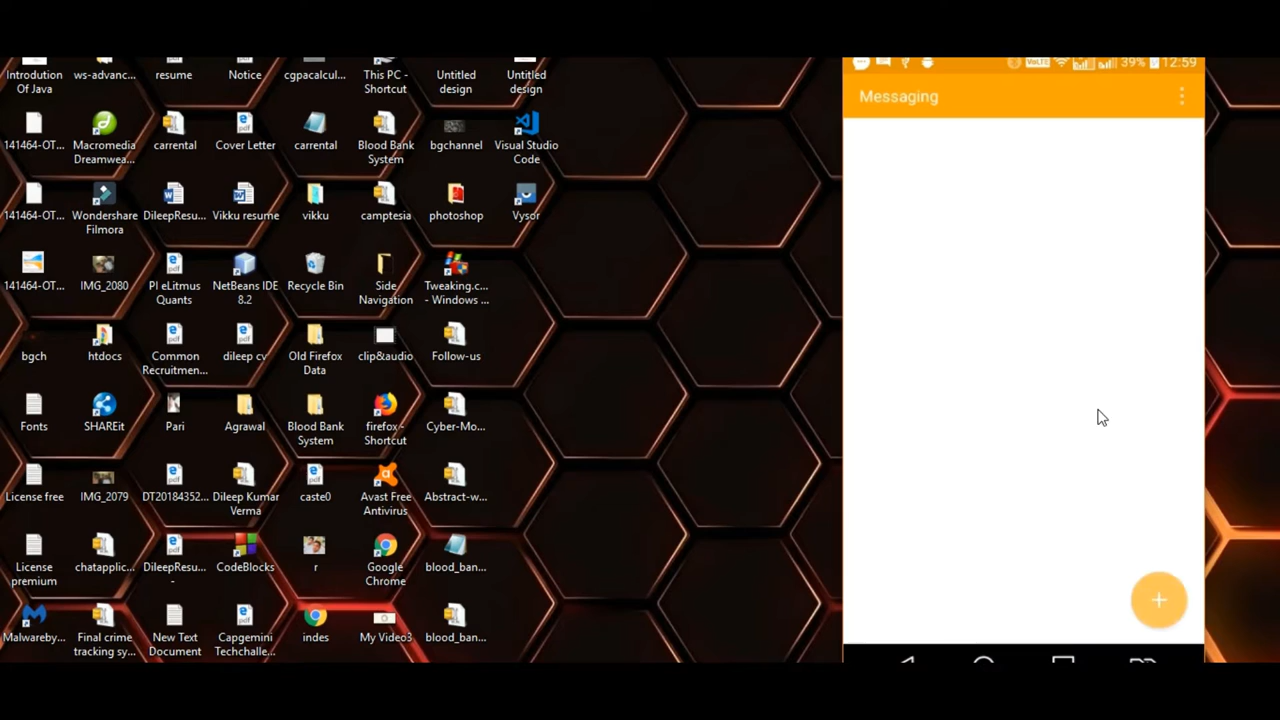 Introdution
Of Java
ws-advanc...
resume
Notice
cgpacalcul...
This PC -
Shortcut
Untitled
design
Untitled
design
141464-OT...
Macromedia
Dreamwea...
carrental
Cover Letter
carrental
Blood Bank
System
bgchannel
Visual Studio
Code
141464-OT...
Wondershare
Filmora
DileepResu...
Vikku resume
vikku
camptesia
photoshop
Vysor
141464-OT...
IMG_2080
PI eLitmus
Quants
NetBeans IDE
8.2
Recycle Bin
Side
Navigation
Tweaking.c...
- Windows ...
bgch
htdocs
Common
Recruitmen...
dileep cv
Old Firefox
Data
clip&audio
Follow-us
Fonts
SHAREit
Pari
Agrawal
Blood Bank
System
firefox -
Shortcut
Cyber-Mo...
License free
IMG_2079
DT20184352...
Dileep Kumar
Verma
caste0
Avast Free
Antivirus
Abstract-w...
License
premium
chatapplic...
DileepResu...
-
CodeBlocks
r
Google
Chrome
blood_ban...
Malwareby...
Final crime
tracking sy...
New Text
Document
Capgemini
Techchalle...
indes
My Video3
blood_ban...
VoLTE
39%
12:59
Messaging
+